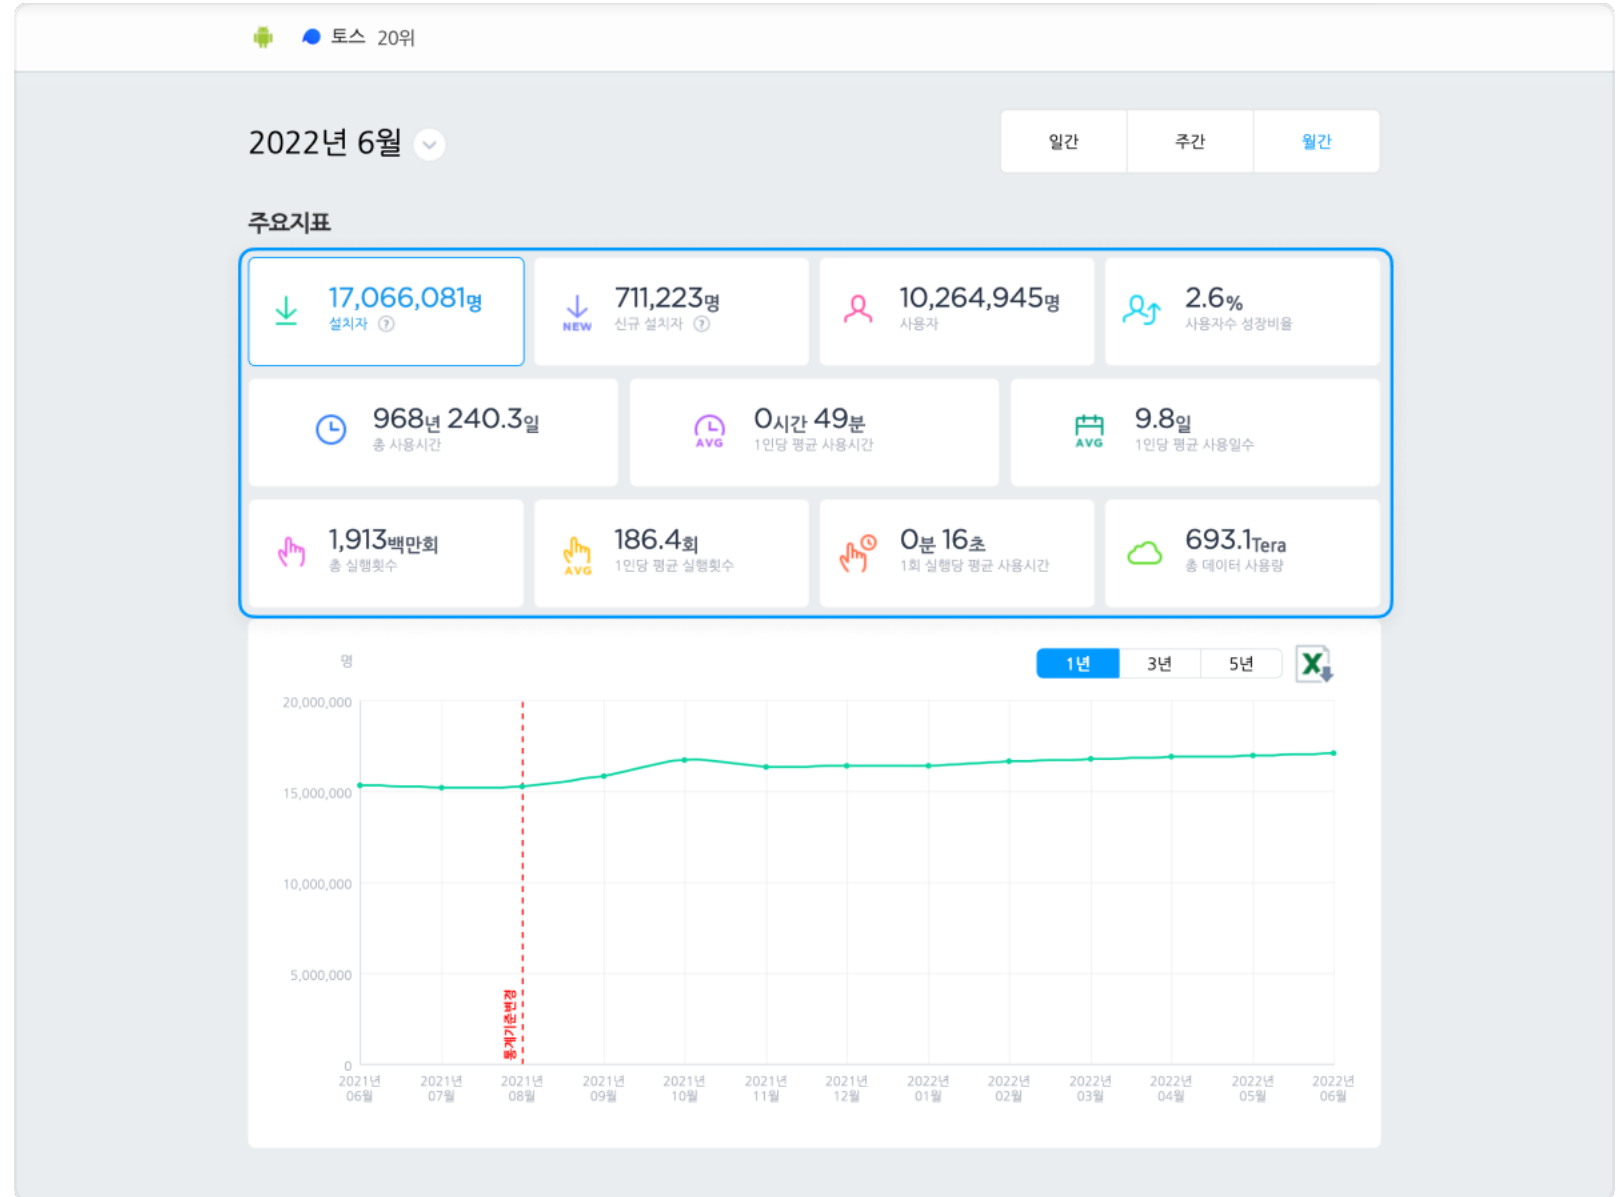 토스 20위
2022년 6월
일간 주간 월간
주요지표
17,066,081명
설치자 ?
NEW
711,223명
신규 설치자 ?
10,264,945명
사용자
2.6%
사용자수 성장비율
968년 240.3일
총 사용시간
AVG
0시간 49분
1인당 평균 사용시간
AVG
9.8일
1인당 평균 사용일수
1,913백만회
총 실행횟수
AVG
186.4회
1인당 평균 실행횟수
0분 16초
1회 실행당 평균 사용시간
693.1Tera
총 데이터 사용량
명
1년 3년 5년
X
20,000,000
15,000,000
10,000,000
5,000,000
0
통계기준변경
2021년 2021년 2021년 2021년 2021년 2021년 2021년 2022년 2022년 2022년 2022년 2022년 2022년
06월 07월 08월 09월 10월 11월 12월 01월 02월 03월 04월 05월 06월